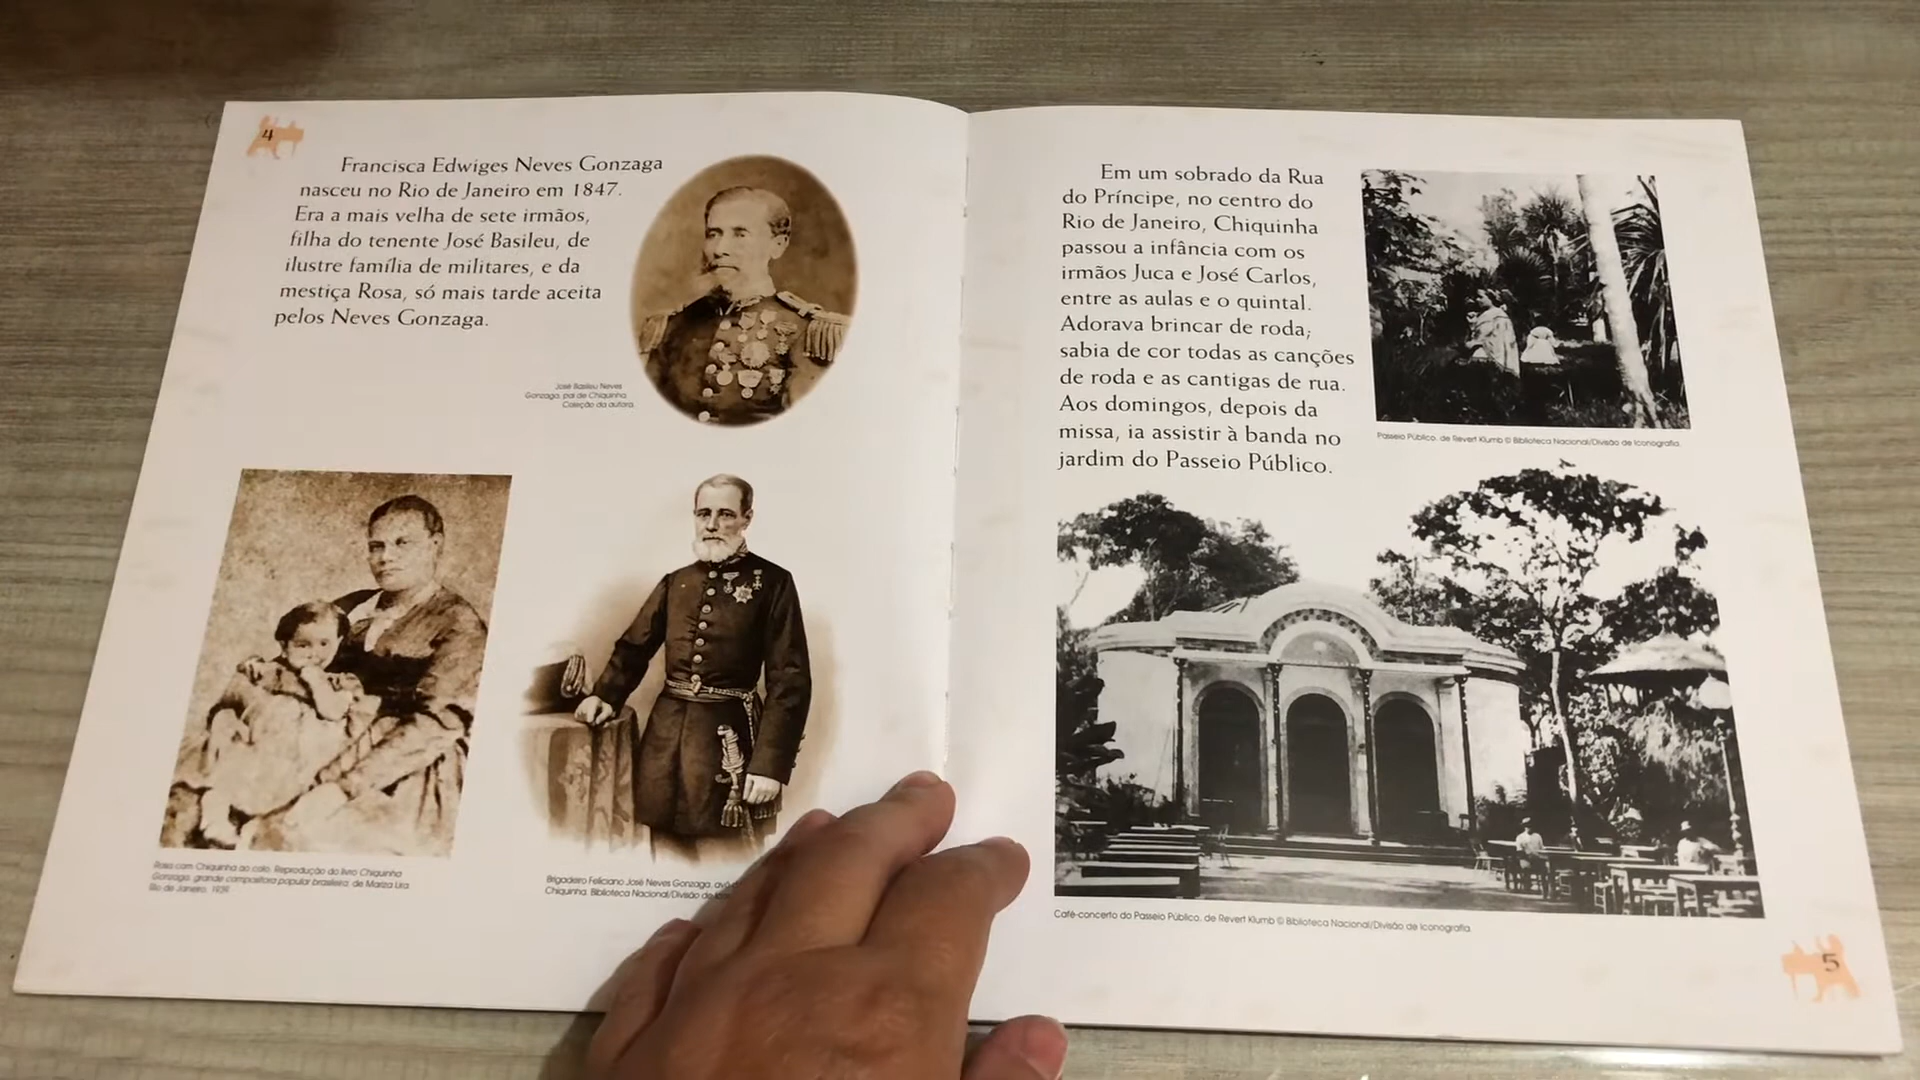 4
Francisca Edwiges Neves Gonzaga
nasceu no Rio de Janeiro em 1847.
Era a mais velha de sete irmãos,
filha do tenente José Basileu, de
ilustre família de militares, e da
mestiça Rosa, só mais tarde aceita
pelos Neves Gonzaga.
José Basileu Neves
Gonzaga, pai de Chiquinha.
Coleção da autora.
Rosa com Chiquinha ao colo. Reprodução do livro Chiquinha
Gonzaga, grande compositora popular brasileira, de Mariza Lira.
Rio de Janeiro, 1939.
Brigadeiro Feliciano José Neves Gonzaga, avô
Chiquinha. Biblioteca Nacional/Divisão de
Em um sobrado da Rua
do Príncipe, no centro do
Rio de Janeiro, Chiquinha
passou a infância com os
irmãos Juca e José Carlos,
entre as aulas e o quintal.
Adorava brincar de roda;
sabia de cor todas as canções
de roda e as cantigas de rua.
Aos domingos, depois da
missa, ia assistir à banda no
jardim do Passeio Público.
Passeio Público, de Revert Klumb © Biblioteca Nacional/Divisão de Iconografia.
Café-concerto do Passeio Público, de Revert Klumb © Biblioteca Nacional/Divisão de Iconografia.
5